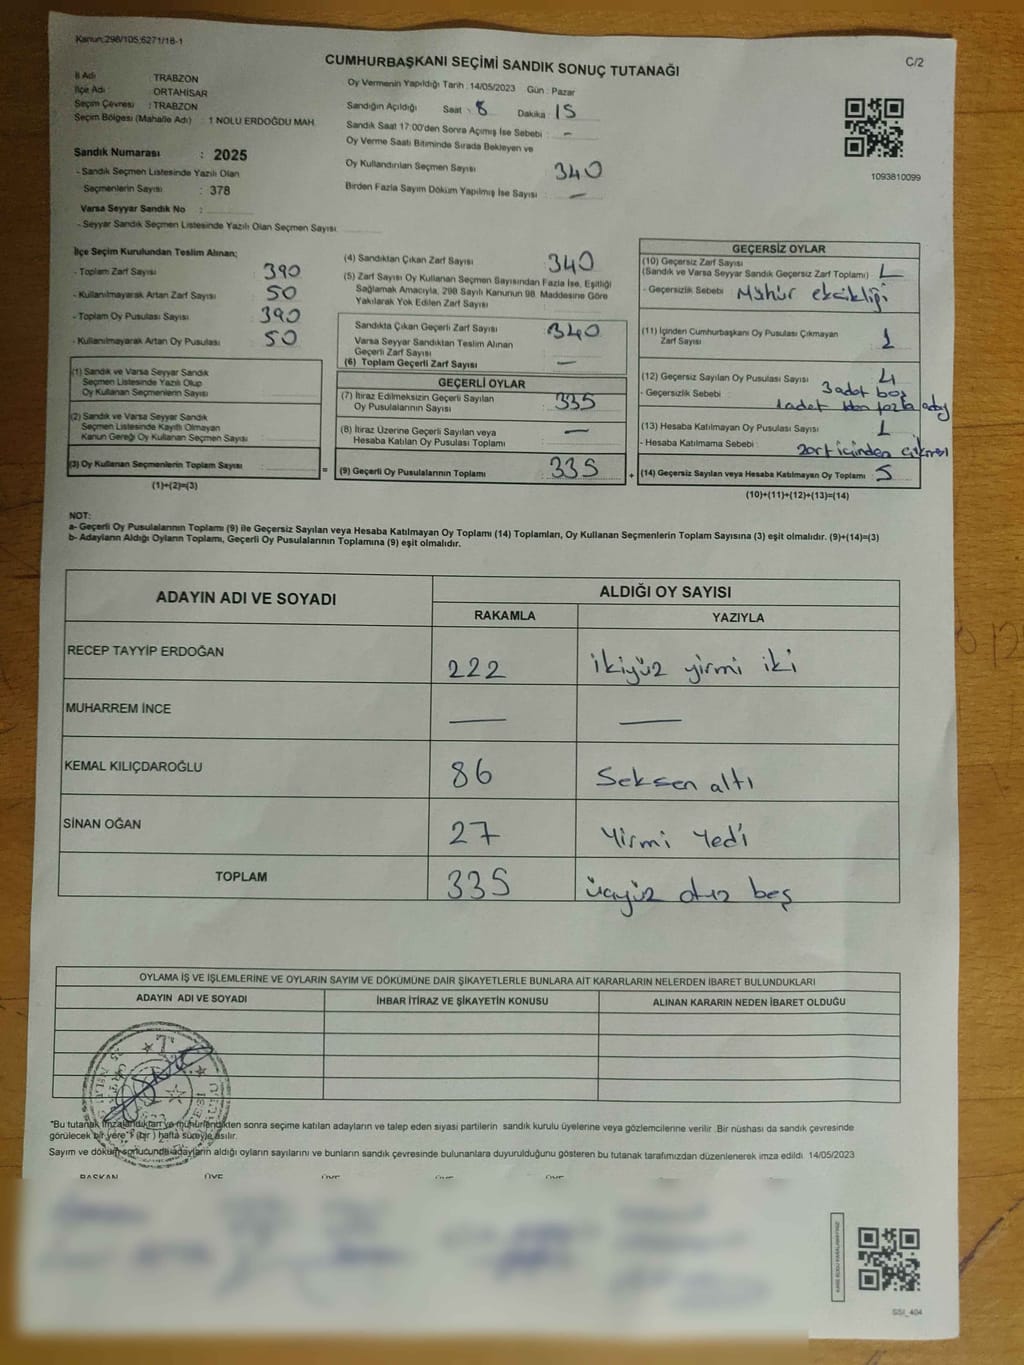 Kanun:298/105;6271/18-1
CUMHURBAŞKANI SEÇİMİ SANDIK SONUÇ TUTANAĞI
C/2
İl Adı : TRABZON
İlçe Adı : ORTAHİSAR
Seçim Çevresi : TRABZON
Seçim Bölgesi (Mahalle Adı) : 1 NOLU ERDOĞDU MAH.
Oy Vermenin Yapıldığı Tarih : 14/05/2023 Gün : Pazar
Sandığın Açıldığı Saat : 8 Dakika : 15
Sandık Saat 17:00'den Sonra Açımış İse Sebebi : -
Oy Verme Saati Bitiminde Sırada Bekleyen ve
Oy Kullandırılan Seçmen Sayısı 340
Birden Fazla Sayım Döküm Yapılmış İse Sayısı : -
1093810099
Sandık Numarası : 2025
- Sandık Seçmen Listesinde Yazılı Olan
Seçmenlerin Sayısı : 378
Varsa Seyyar Sandık No :
- Seyyar Sandık Seçmen Listesinde Yazılı Olan Seçmen Sayısı
İlçe Seçim Kurulundan Teslim Alınan;
- Toplam Zarf Sayısı 390
- Kullanılmayarak Artan Zarf Sayısı : 50
- Toplam Oy Pusulası Sayısı : 390
- Kullanılmayarak Artan Oy Pusulası : 50
(1) Sandık ve Varsa Seyyar Sandık
Seçmen Listesinde Yazılı Olup
Oy Kullanan Seçmenlerin Sayısı :
(2) Sandık ve Varsa Seyyar Sandık
Seçmen Listesinde Kayıtlı Olmayan
Kanun Gereği Oy Kullanan Seçmen Sayısı :
(3) Oy Kullanan Seçmenlerin Toplam Sayısı :
(1)+(2)=(3)
(4) Sandıktan Çıkan Zarf Sayısı : 340
(5) Zarf Sayısı Oy Kullanan Seçmen Sayısından Fazla İse, Eşitliği
Sağlamak Amacıyla, 298 Sayılı Kanunun 98. Maddesine Göre
Yakılarak Yok Edilen Zarf Sayısı :
Sandıkta Çıkan Geçerli Zarf Sayısı : 340
Varsa Seyyar Sandıktan Teslim Alınan
Geçerli Zarf Sayısı
(6) Toplam Geçerli Zarf Sayısı : -
GEÇERLİ OYLAR
(7) İtiraz Edilmeksizin Geçerli Sayılan
Oy Pusulalarının Sayısı : 335
(8) İtiraz Üzerine Geçerli Sayılan veya
Hesaba Katılan Oy Pusulası Toplamı : -
= (9) Geçerli Oy Pusulalarının Toplamı : 335
GEÇERSİZ OYLAR
(10) Geçersiz Zarf Sayısı
(Sandık ve Varsa Seyyar Sandık Geçersiz Zarf Toplamı) :
- Geçersizlik Sebebi : Mühür eksikliği
(11) İçinden Cumhurbaşkanı Oy Pusulası Çıkmayan
Zarf Sayısı : 1
(12) Geçersiz Sayılan Oy Pusulası Sayısı : 4
- Geçersizlik Sebebi : 3 adet boş
1 adet fazla aday
(13) Hesaba Katılmayan Oy Pusulası Sayısı :
- Hesaba Katılmama Sebebi : zarf içinden
+ (14) Geçersiz Sayılan veya Hesaba Katılmayan Oy Toplamı : 5
(10)+(11)+(12)+(13)=(14)
NOT:
a- Geçerli Oy Pusulalarının Toplamı (9) ile Geçersiz Sayılan veya Hesaba Katılmayan Oy Toplamı (14) Toplamları, Oy Kullanan Seçmenlerin Toplam Sayısına (3) eşit olmalıdır. (9)+(14)=(3)
b- Adayların Aldığı Oyların Toplamı, Geçerli Oy Pusulalarının Toplamına (9) eşit olmalıdır.
ADAYIN ADI VE SOYADI
ALDIĞI OY SAYISI
RAKAMLA YAZIYLA
RECEP TAYYİP ERDOĞAN 222 ikiyüz yirmi iki
MUHARREM İNCE — —
KEMAL KILIÇDAROĞLU 86 Seksen altı
SİNAN OĞAN 27 Yirmi Yedi
TOPLAM 335 üçyüz otuz beş
OYLAMA İŞ VE İŞLEMLERİNE VE OYLARIN SAYIM VE DÖKÜMÜNE DAİR ŞİKAYETLERLE BUNLARA AİT KARARLARIN NELERDEN İBARET BULUNDUKLARI
ADAYIN ADI VE SOYADI İHBAR İTİRAZ VE ŞİKAYETİN KONUSU ALINAN KARARIN NEDEN İBARET OLDUĞU
"Bu tutanak imzalandıktan ve mühürlendikten sonra seçime katılan adayların ve talep eden siyasi partilerin sandık kurulu üyelerine veya gözlemcilerine verilir. Bir nüshası da sandık çevresinde
görülecek bir yere 1 (bir) hafta süreyle asılır.
Sayım ve döküm sonucunda adayların aldığı oyların sayılarını ve bunların sandık çevresinde bulunanlara duyurulduğunu gösteren bu tutanak tarafımızdan düzenlenerek imza edildi. 14/05/2023
BAŞKAN ÜYE ÜYE ÜYE ÜYE
SSI_404